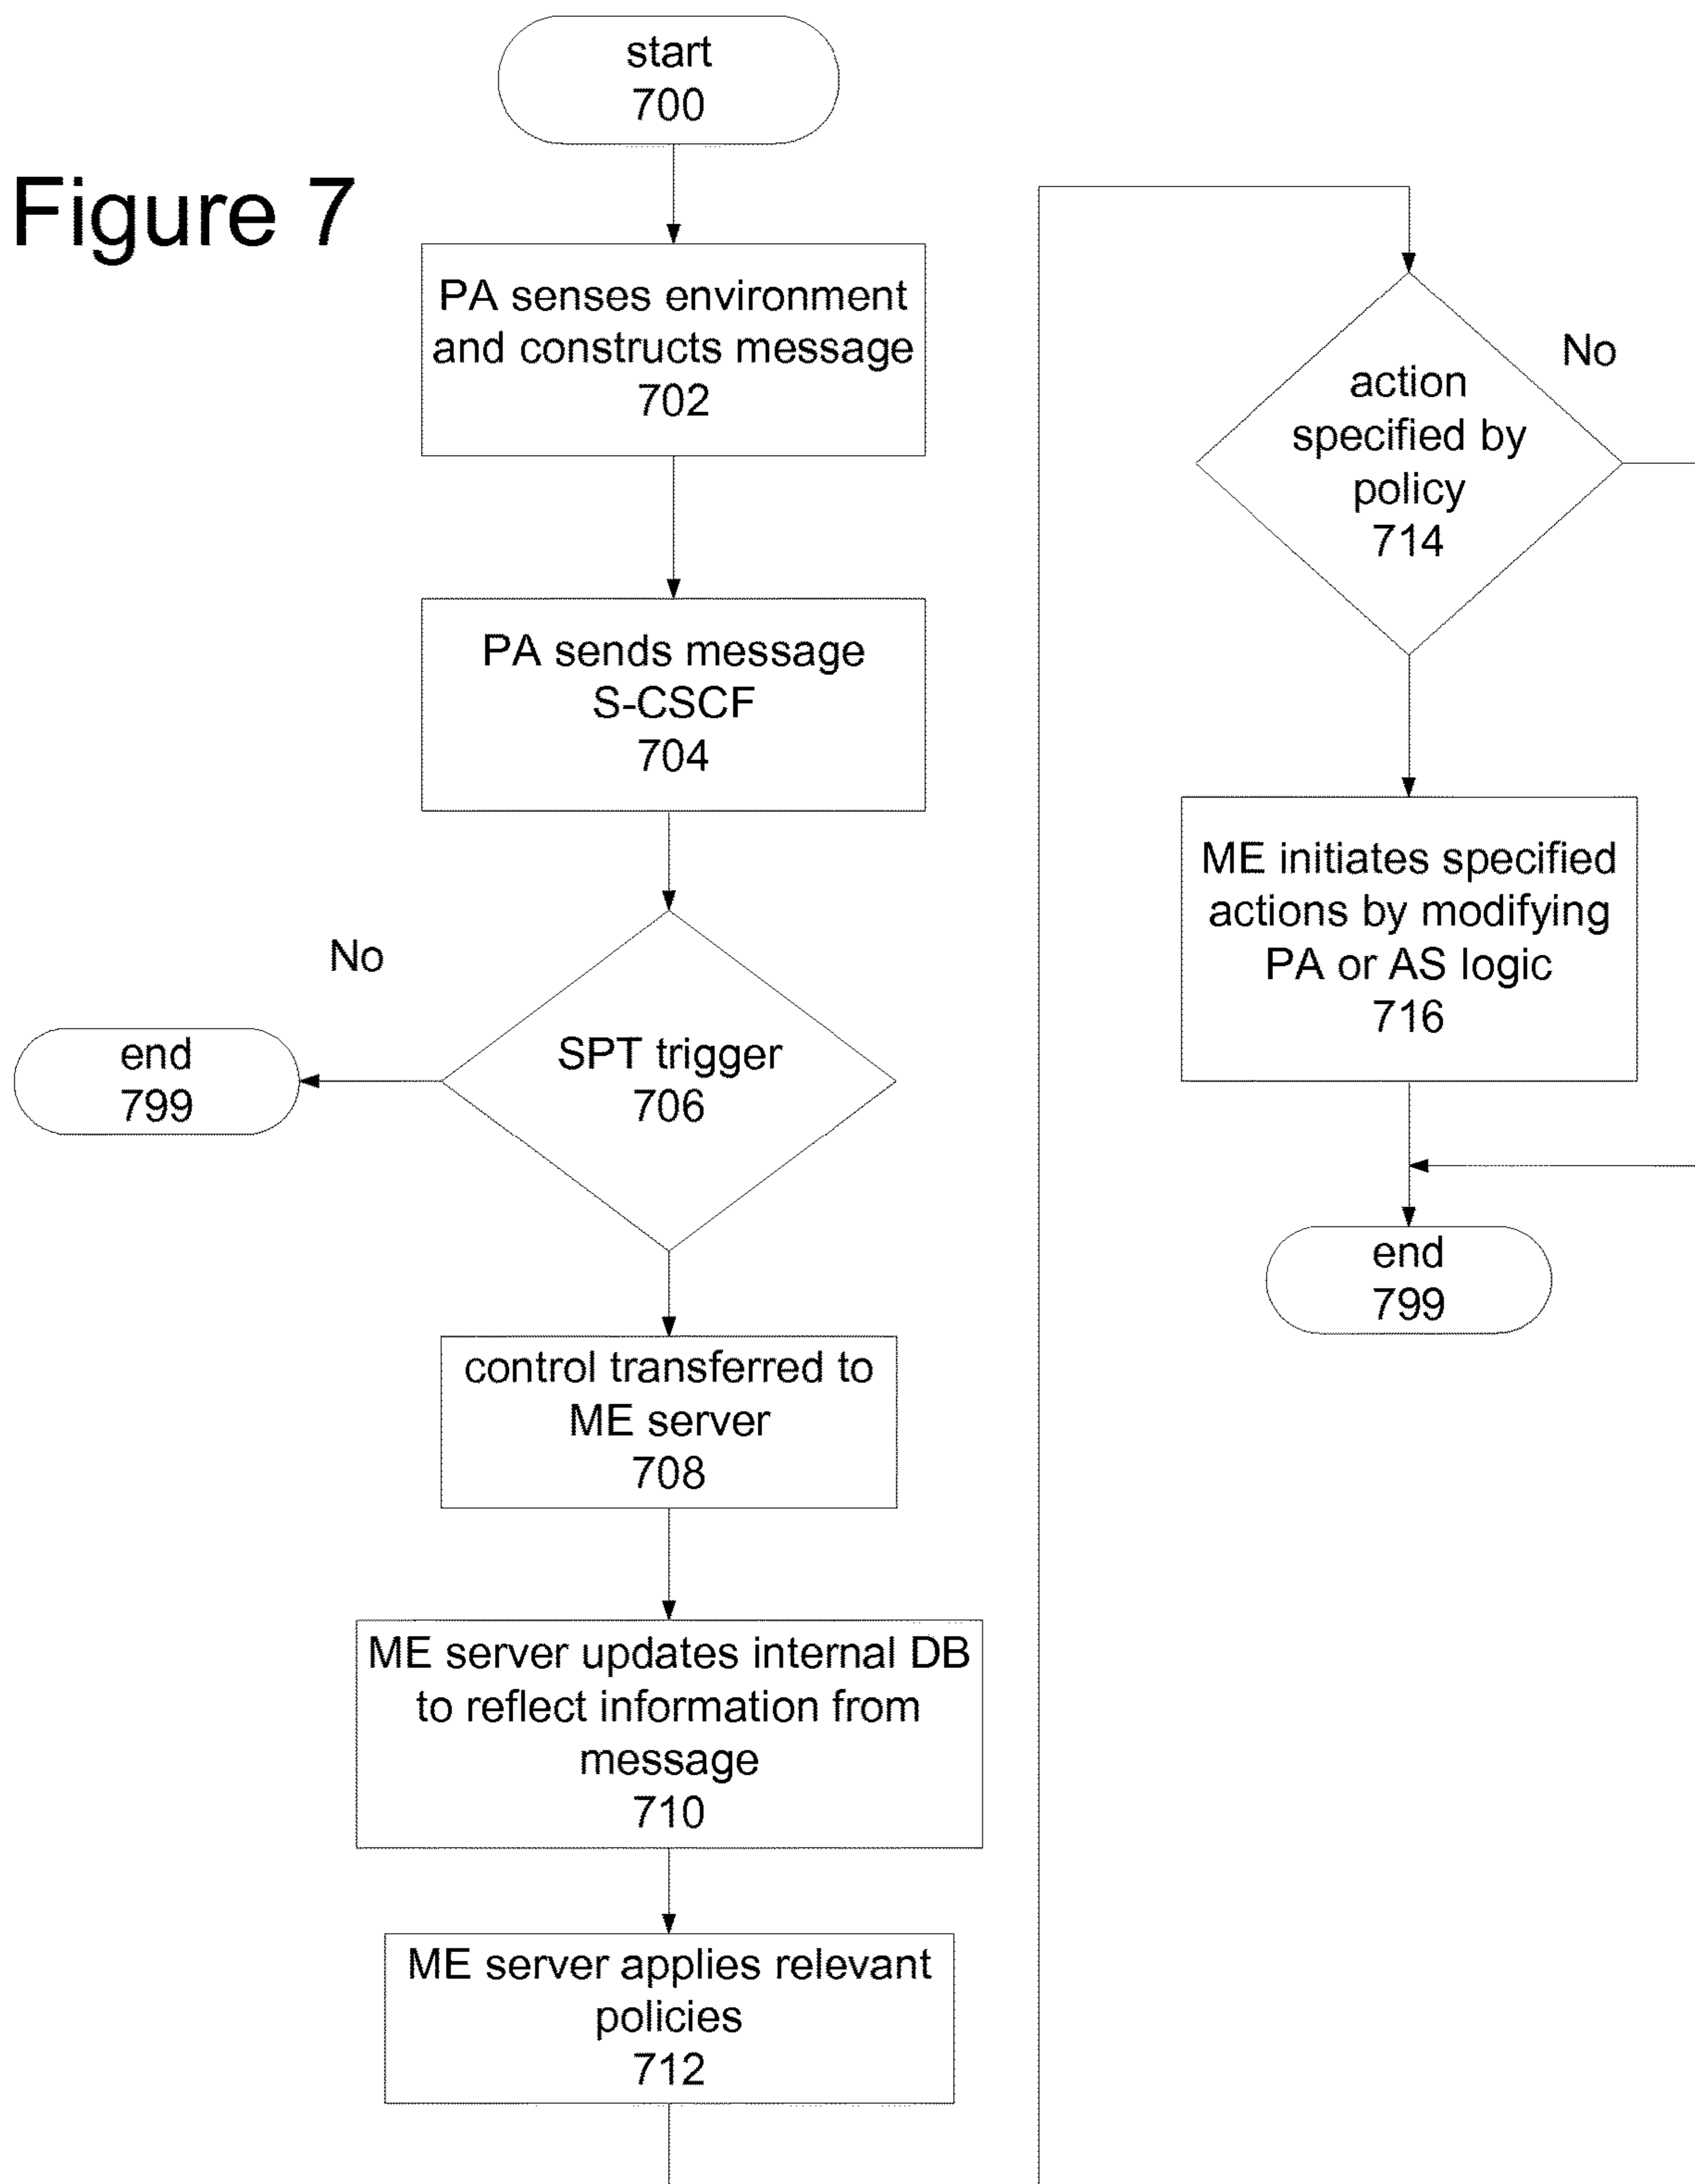 Figure 7
start
700
PA senses environment
and constructs message
702
PA sends message
S-CSCF
704
No
SPT trigger
706
end
799
control transferred to
ME server
708
ME server updates internal DB
to reflect information from
message
710
ME server applies relevant
policies
712
No
action
specified by
policy
714
ME initiates specified
actions by modifying
PA or AS logic
716
end
799